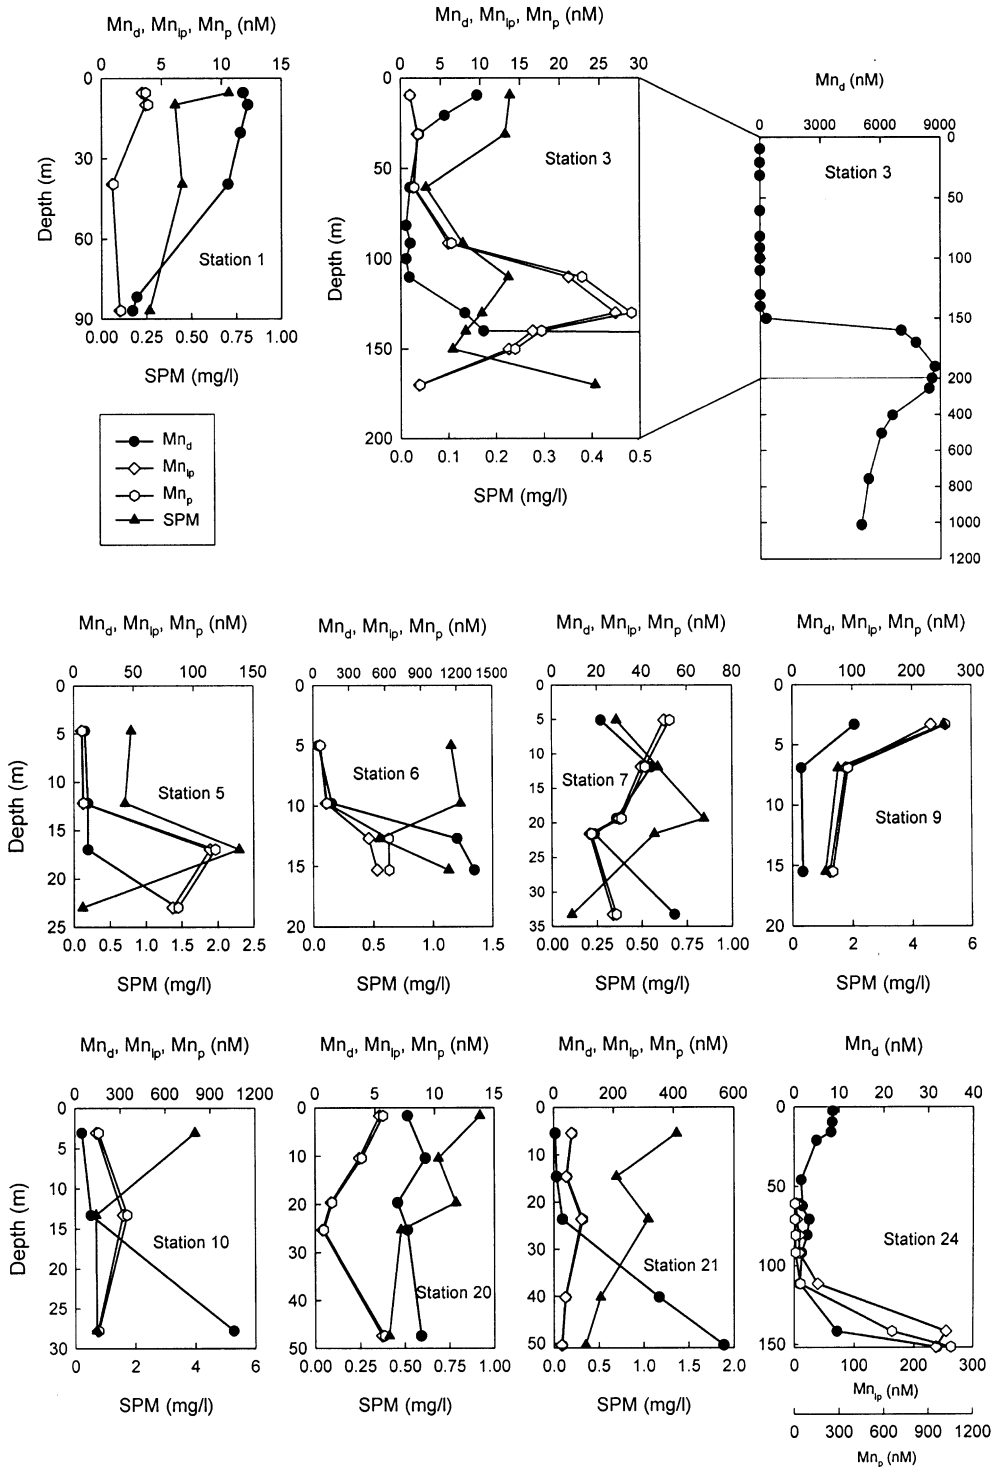 Mnd, Mnlp, Mnp (nM)
0 5 10 15
0
30
60
90
Depth (m)
Station 1
0.00 0.25 0.50 0.75 1.00
SPM (mg/l)
Mnd, Mnlp, Mnp (nM)
0 5 10 15 20 25 30
0
50
100
150
200
Depth (m)
Station 3
0.0 0.1 0.2 0.3 0.4 0.5
SPM (mg/l)
Mnd (nM)
0 3000 6000 9000
Station 3
0
50
100
150
200
400
600
800
1000
1200
Mnd
Mnlp
Mnp
SPM
Mnd, Mnlp, Mnp (nM)
0 50 100 150
0
5
10
15
20
25
Depth (m)
Station 5
0.0 0.5 1.0 1.5 2.0 2.5
SPM (mg/l)
Mnd, Mnlp, Mnp (nM)
0 300 600 900 1200 1500
0
5
10
15
20
Station 6
0.0 0.5 1.0 1.5
SPM (mg/l)
Mnd, Mnlp, Mnp (nM)
0 20 40 60 80
0
5
10
15
20
25
30
35
Station 7
0.00 0.25 0.50 0.75 1.00
SPM (mg/l)
Mnd, Mnlp, Mnp (nM)
0 100 200 300
0
5
10
15
20
Station 9
0 2 4 6
SPM (mg/l)
Mnd, Mnlp, Mnp (nM)
0 300 600 900 1200
0
5
10
15
20
25
30
Depth (m)
Station 10
0 2 4 6
SPM (mg/l)
Mnd, Mnlp, Mnp (nM)
0 5 10 15
0
10
20
30
40
50
Station 20
0.00 0.25 0.50 0.75 1.00
SPM (mg/l)
Mnd, Mnlp, Mnp (nM)
0 200 400 600
0
10
20
30
40
50
Station 21
0.0 0.5 1.0 1.5 2.0
SPM (mg/l)
Mnd (nM)
0 10 20 30 40
0
50
100
150
Station 24
0 100 200 300
Mnlp (nM)
0 300 600 900 1200
Mnp (nM)